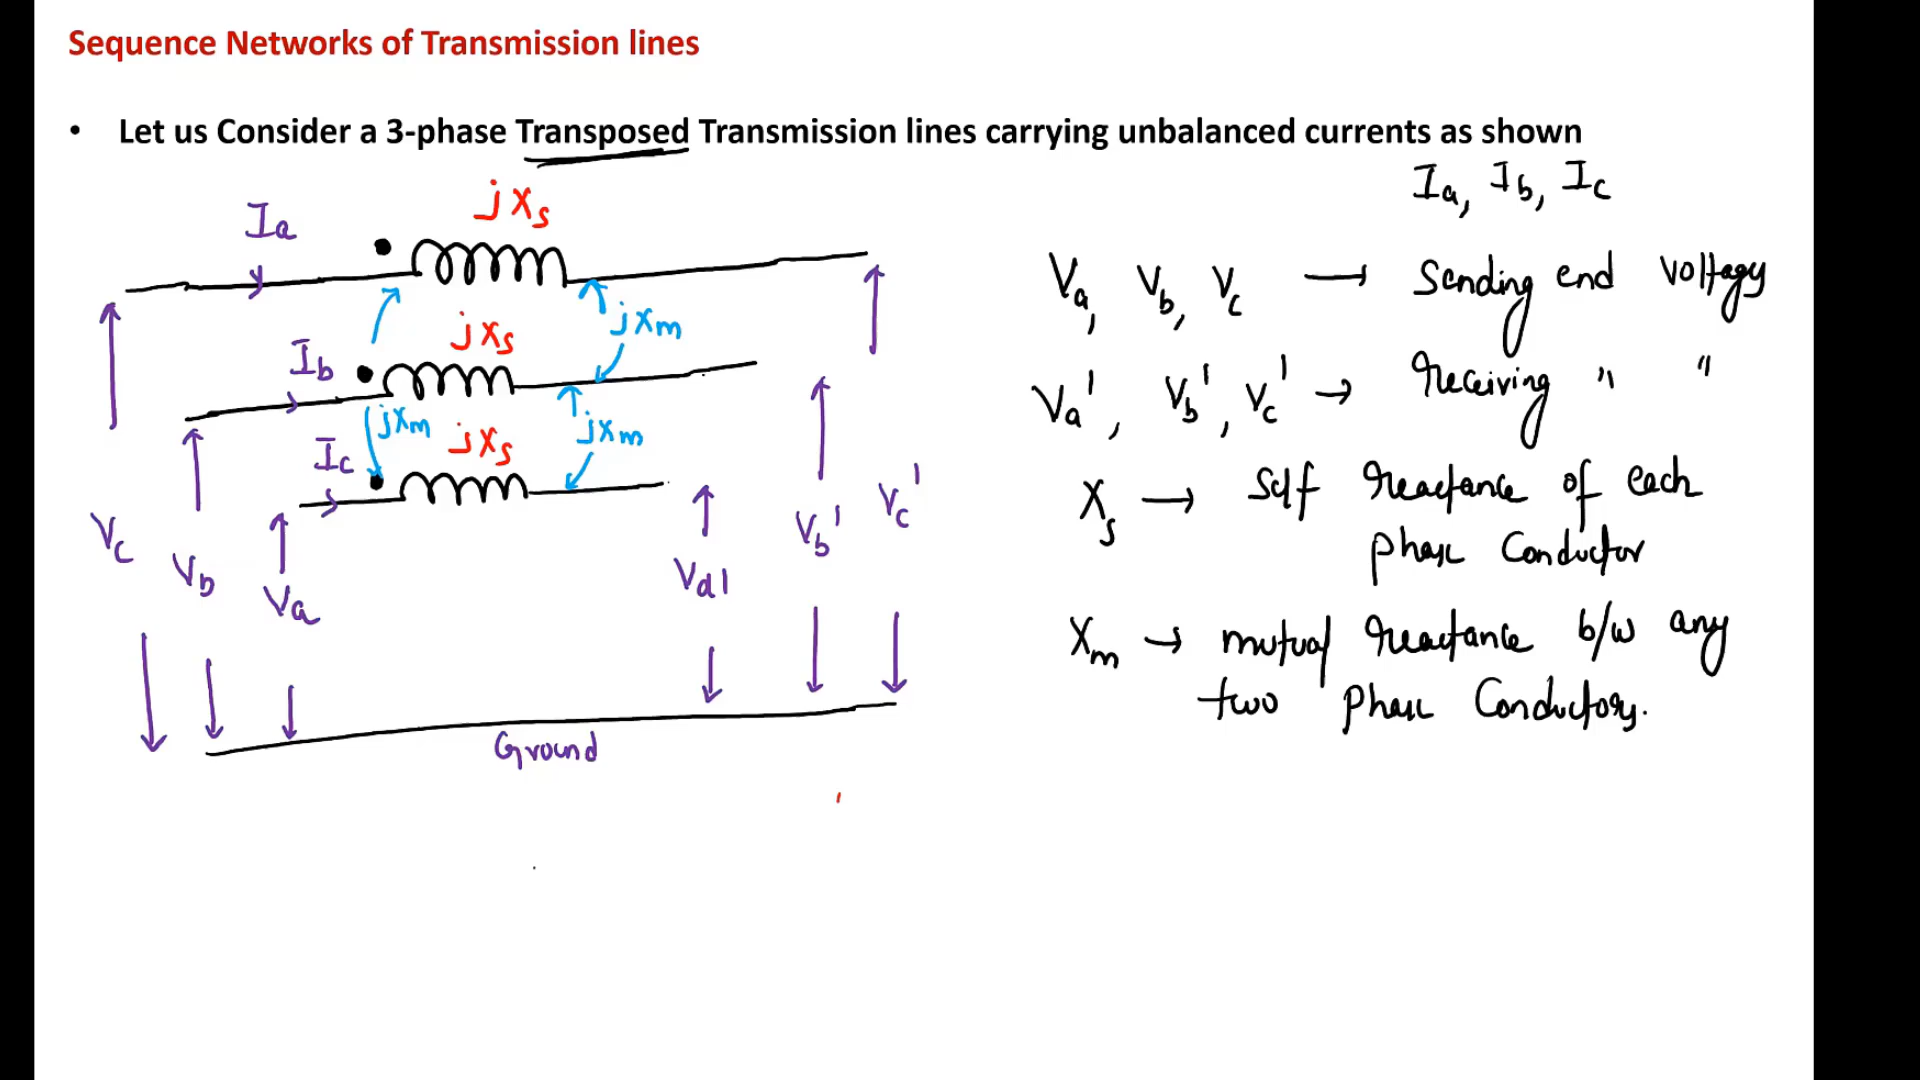 Sequence Networks of Transmission lines
• Let us Consider a 3-phase Transposed Transmission lines carrying unbalanced currents as shown
Ia, Ib, Ic
jXs
Ia
Va, Vb, Vc → Sending end voltages
jXs
jXm
Ib
Va', Vb', Vc' → receiving " "
jXm
jXs
jXm
Ic
Xs → Self reactance of each
phase Conductor
Vc
Vb
Va
Va'
Vb'
Vc'
Xm → mutual reactance b/w any
two phase Conductors.
Ground